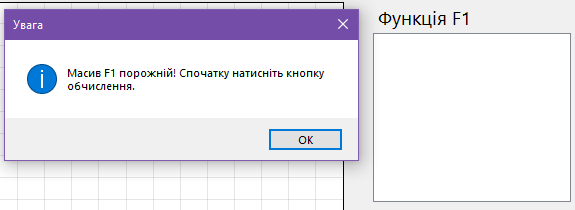 Увага
Масив F1 порожній! Спочатку натисніть кнопку
обчислення.
OK
Функція F1